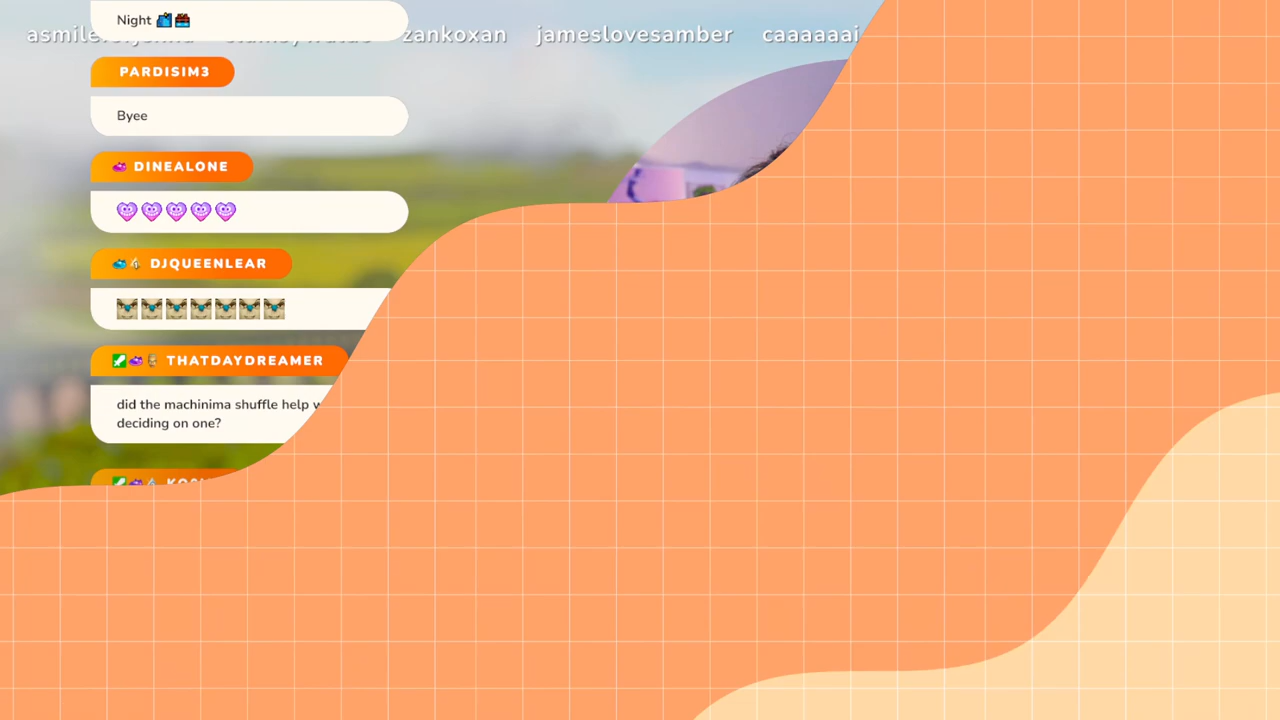 Night
zankoxan jameslovesamber caaaaaai
PARDISIM3
Byee
DINEALONE
DJQUEENLEAR
THATDAYDREAMER
did the machinima shuffle help
deciding on one?